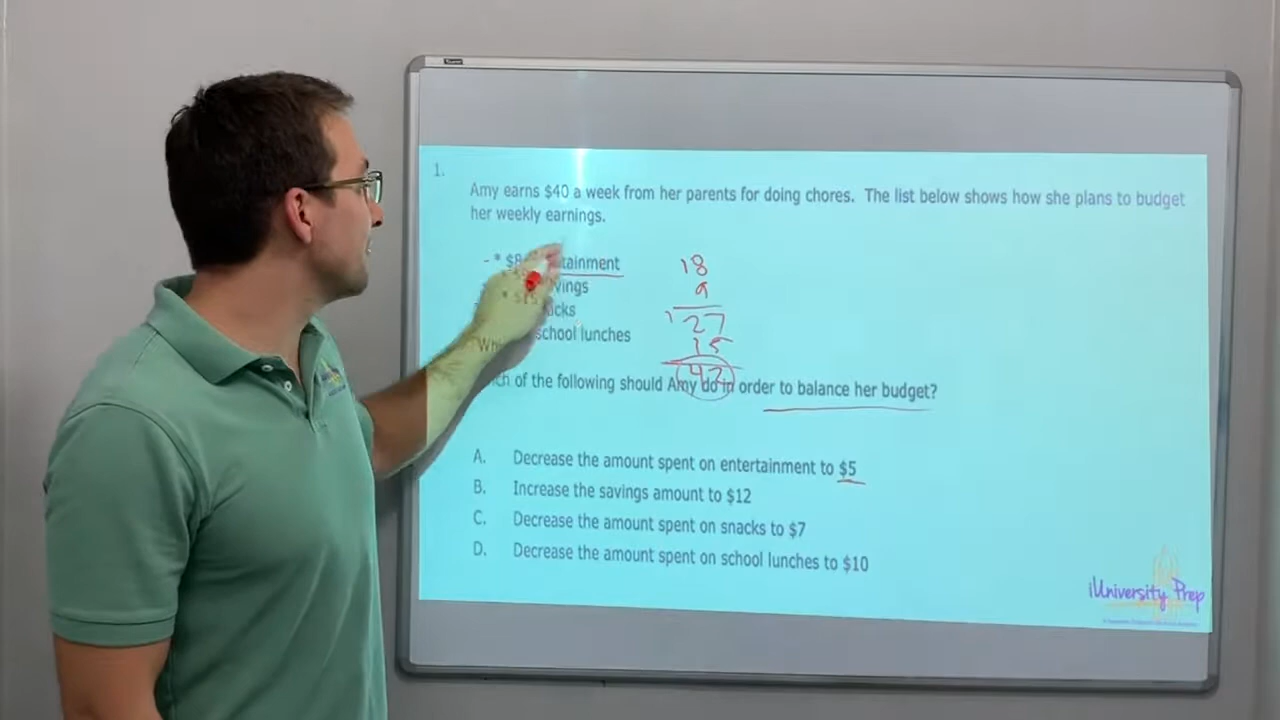 1.
Amy earns $40 a week from her parents for doing chores. The list below shows how she plans to budget
her weekly earnings.
- * $8 tainment
vings
* $15 cks
school lunches
Which of the following should Amy do in order to balance her budget?
18
9
27
15
42
A. Decrease the amount spent on entertainment to $5
B. Increase the savings amount to $12
C. Decrease the amount spent on snacks to $7
D. Decrease the amount spent on school lunches to $10
iUniversity Prep